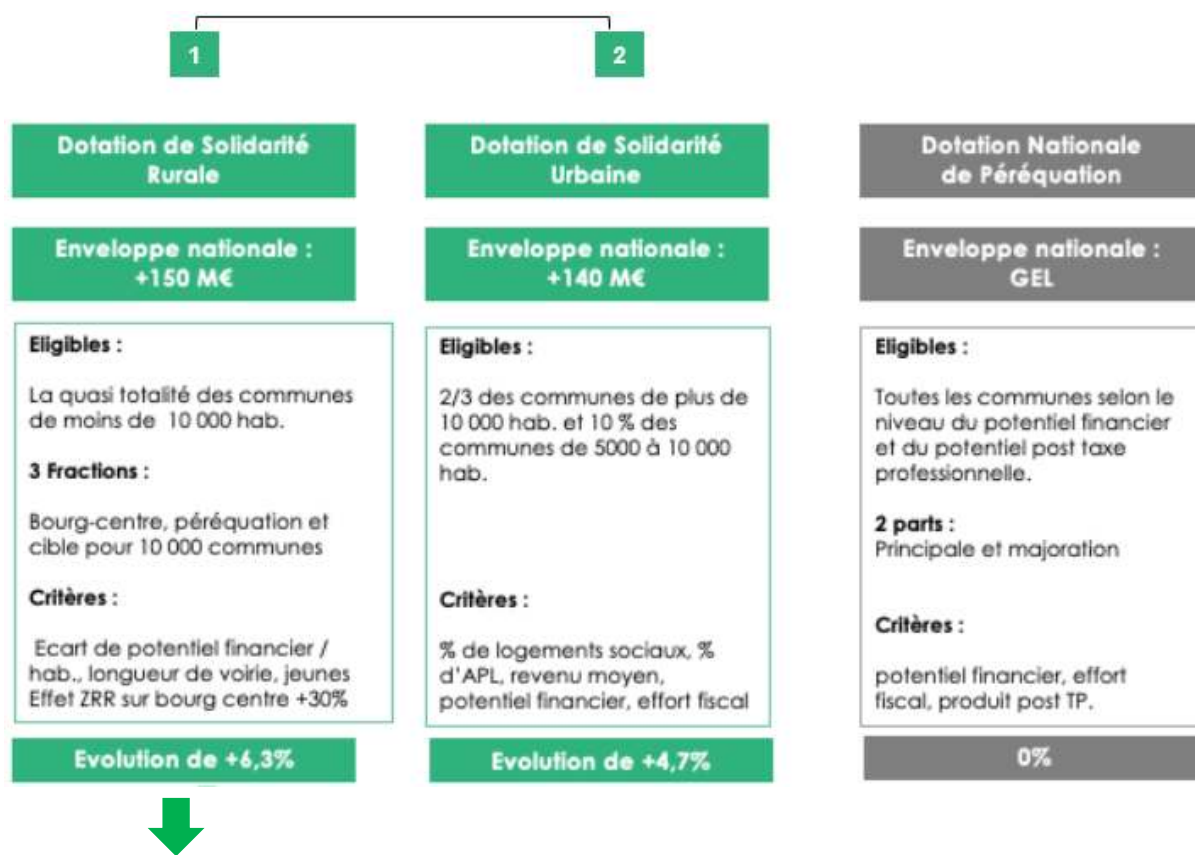 1
2
Dotation de Solidarité
Rurale
Enveloppe nationale :
+150 M€
Eligibles :
La quasi totalité des communes
de moins de 10 000 hab.
3 Fractions :
Bourg-centre, péréquation et
cible pour 10 000 communes
Critères :
Ecart de potentiel financier /
hab., longueur de voirie, jeunes
Effet ZRR sur bourg centre +30%
Evolution de +6,3%
Dotation de Solidarité
Urbaine
Enveloppe nationale :
+140 M€
Eligibles :
2/3 des communes de plus de
10 000 hab. et 10 % des
communes de 5000 à 10 000
hab.
Critères :
% de logements sociaux, %
d'APL, revenu moyen,
potentiel financier, effort fiscal
Evolution de +4,7%
Dotation Nationale
de Péréquation
Enveloppe nationale :
GEL
Eligibles :
Toutes les communes selon le
niveau du potentiel financier
et du potentiel post taxe
professionnelle.
2 parts :
Principale et majoration
Critères :
potentiel financier, effort
fiscal, produit post TP.
0%